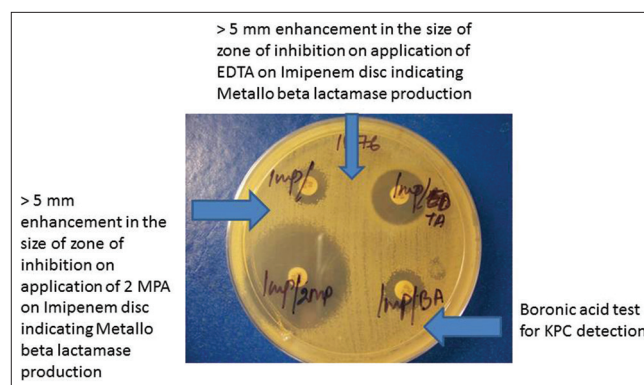 > 5 mm enhancement in the size of
zone of inhibition on application of
EDTA on Imipenem disc indicating
Metallo beta lactamase production
> 5 mm
enhancement in the
size of zone of
inhibition on
application of 2 MPA
on Imipenem disc
indicating Metallo
beta lactamase
production
Imp/
Imp/ED
TA
Imp/2mp
Imp/BA
Boronic acid test
for KPC detection